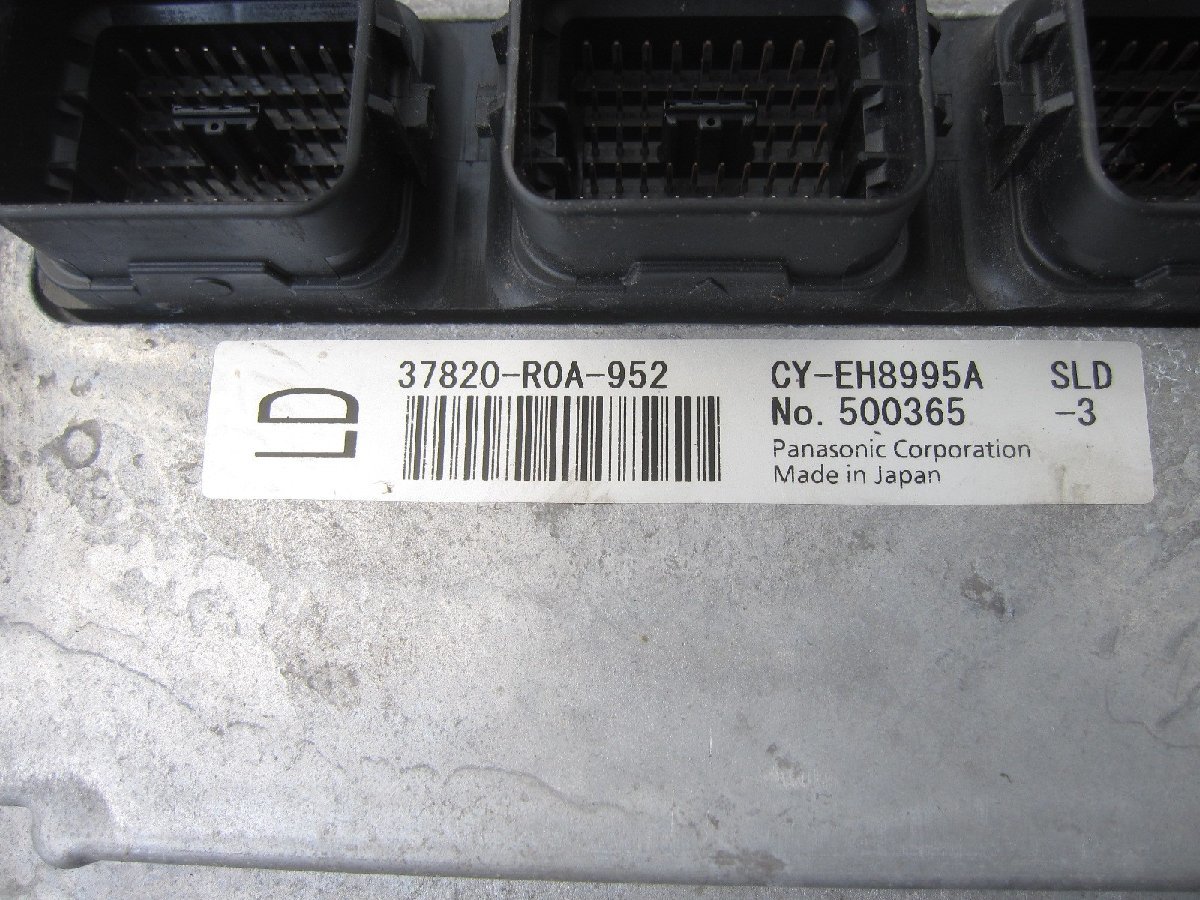 LD
37820-R0A-952
CY-EH8995A SLD
No. 500365 -3
Panasonic Corporation
Made in Japan